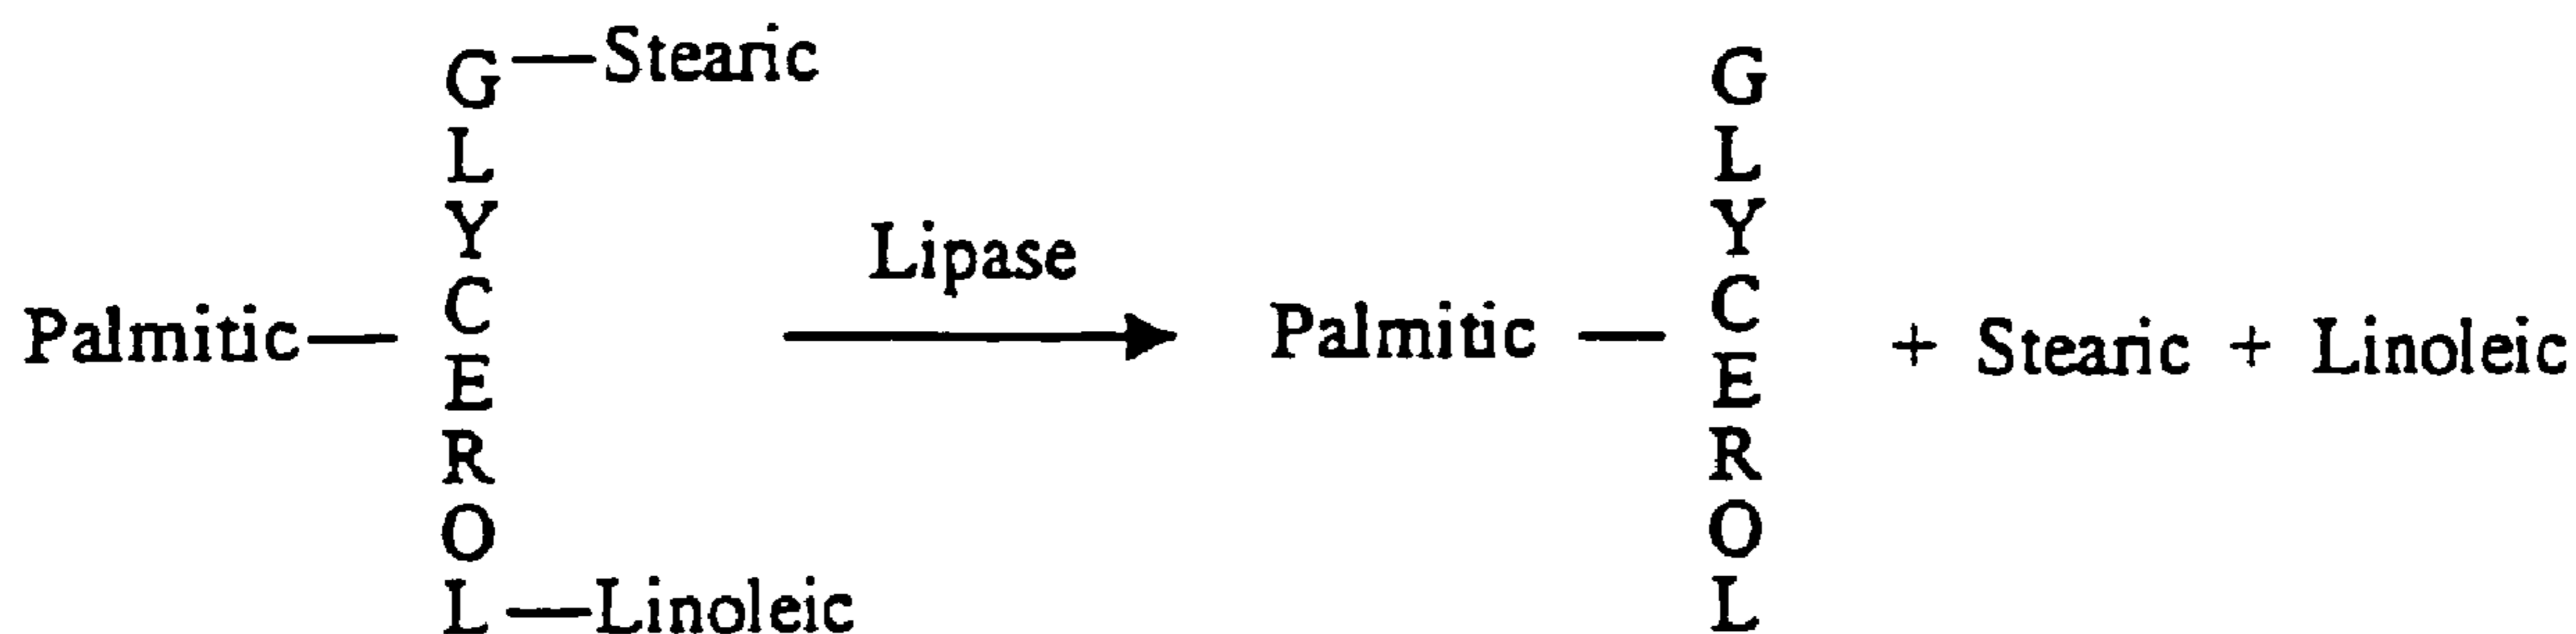 G—Stearic
L
Y
Palmitic— C
E
R
O
L—Linoleic
Lipase
G
L
Y
Palmitic — C + Stearic + Linoleic
E
R
O
L